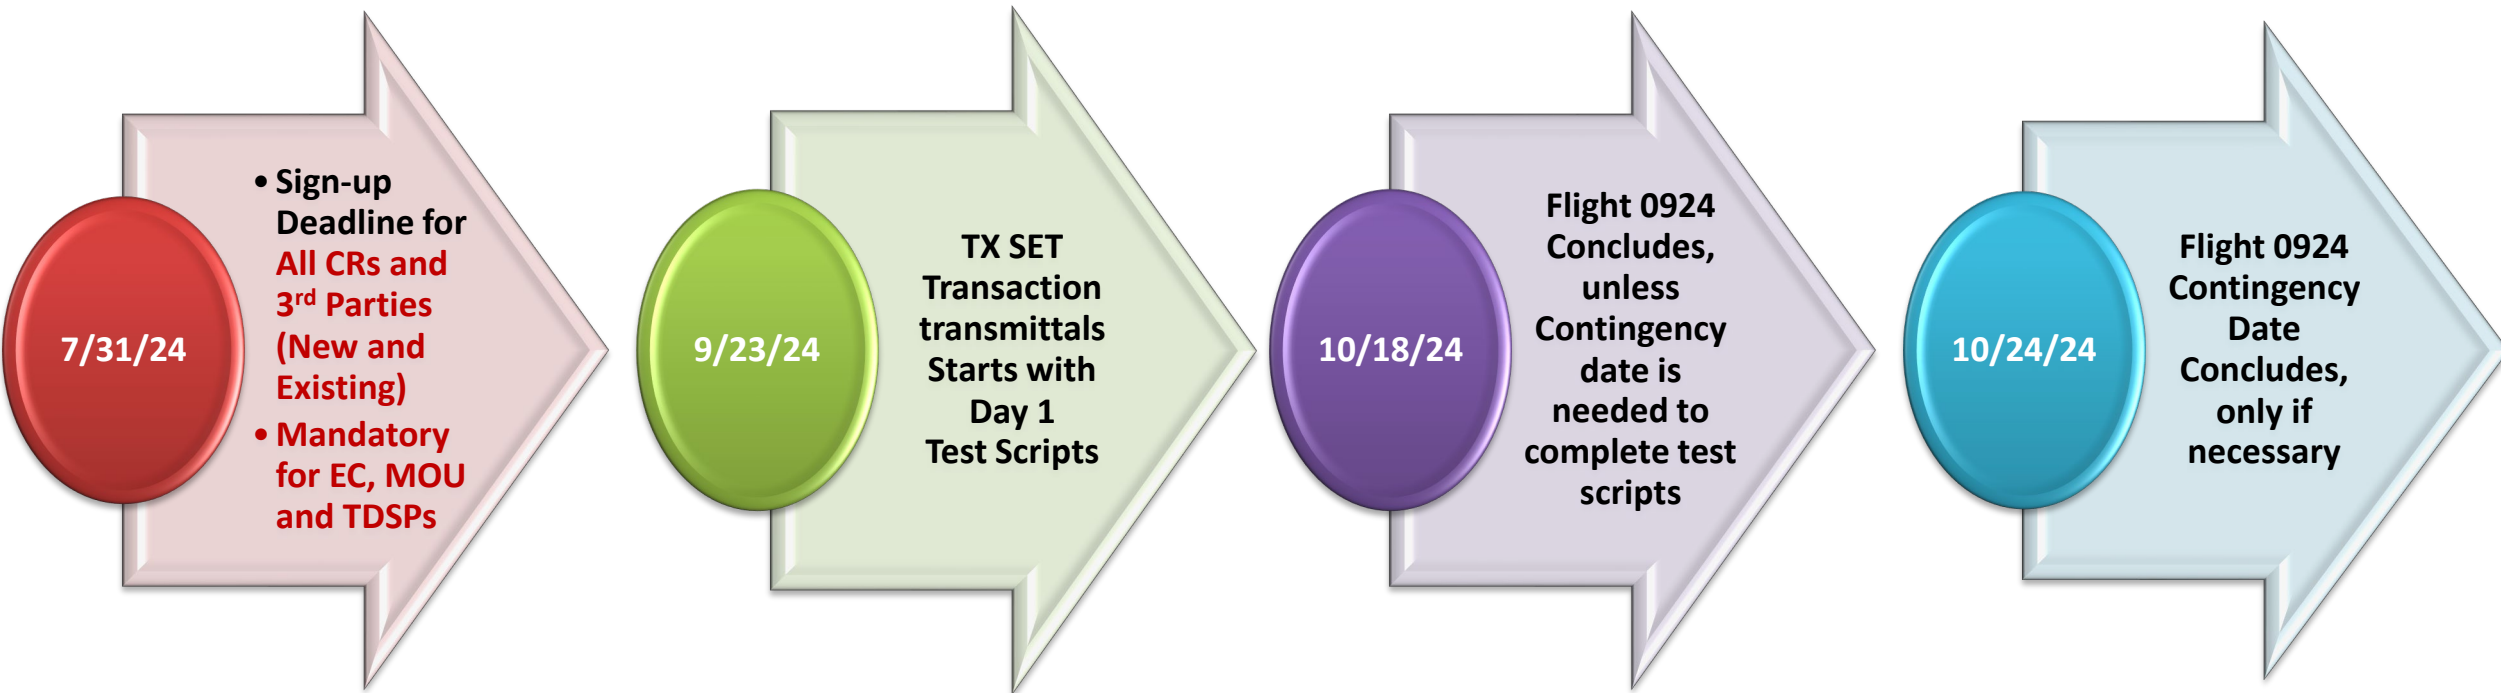 7/31/24
• Sign-up
Deadline for
All CRs and
3rd Parties
(New and
Existing)
• Mandatory
for EC, MOU
and TDSPs
9/23/24
TX SET
Transaction
transmittals
Starts with
Day 1
Test Scripts
10/18/24
Flight 0924
Concludes,
unless
Contingency
date is
needed to
complete test
scripts
10/24/24
Flight 0924
Contingency
Date
Concludes,
only if
necessary